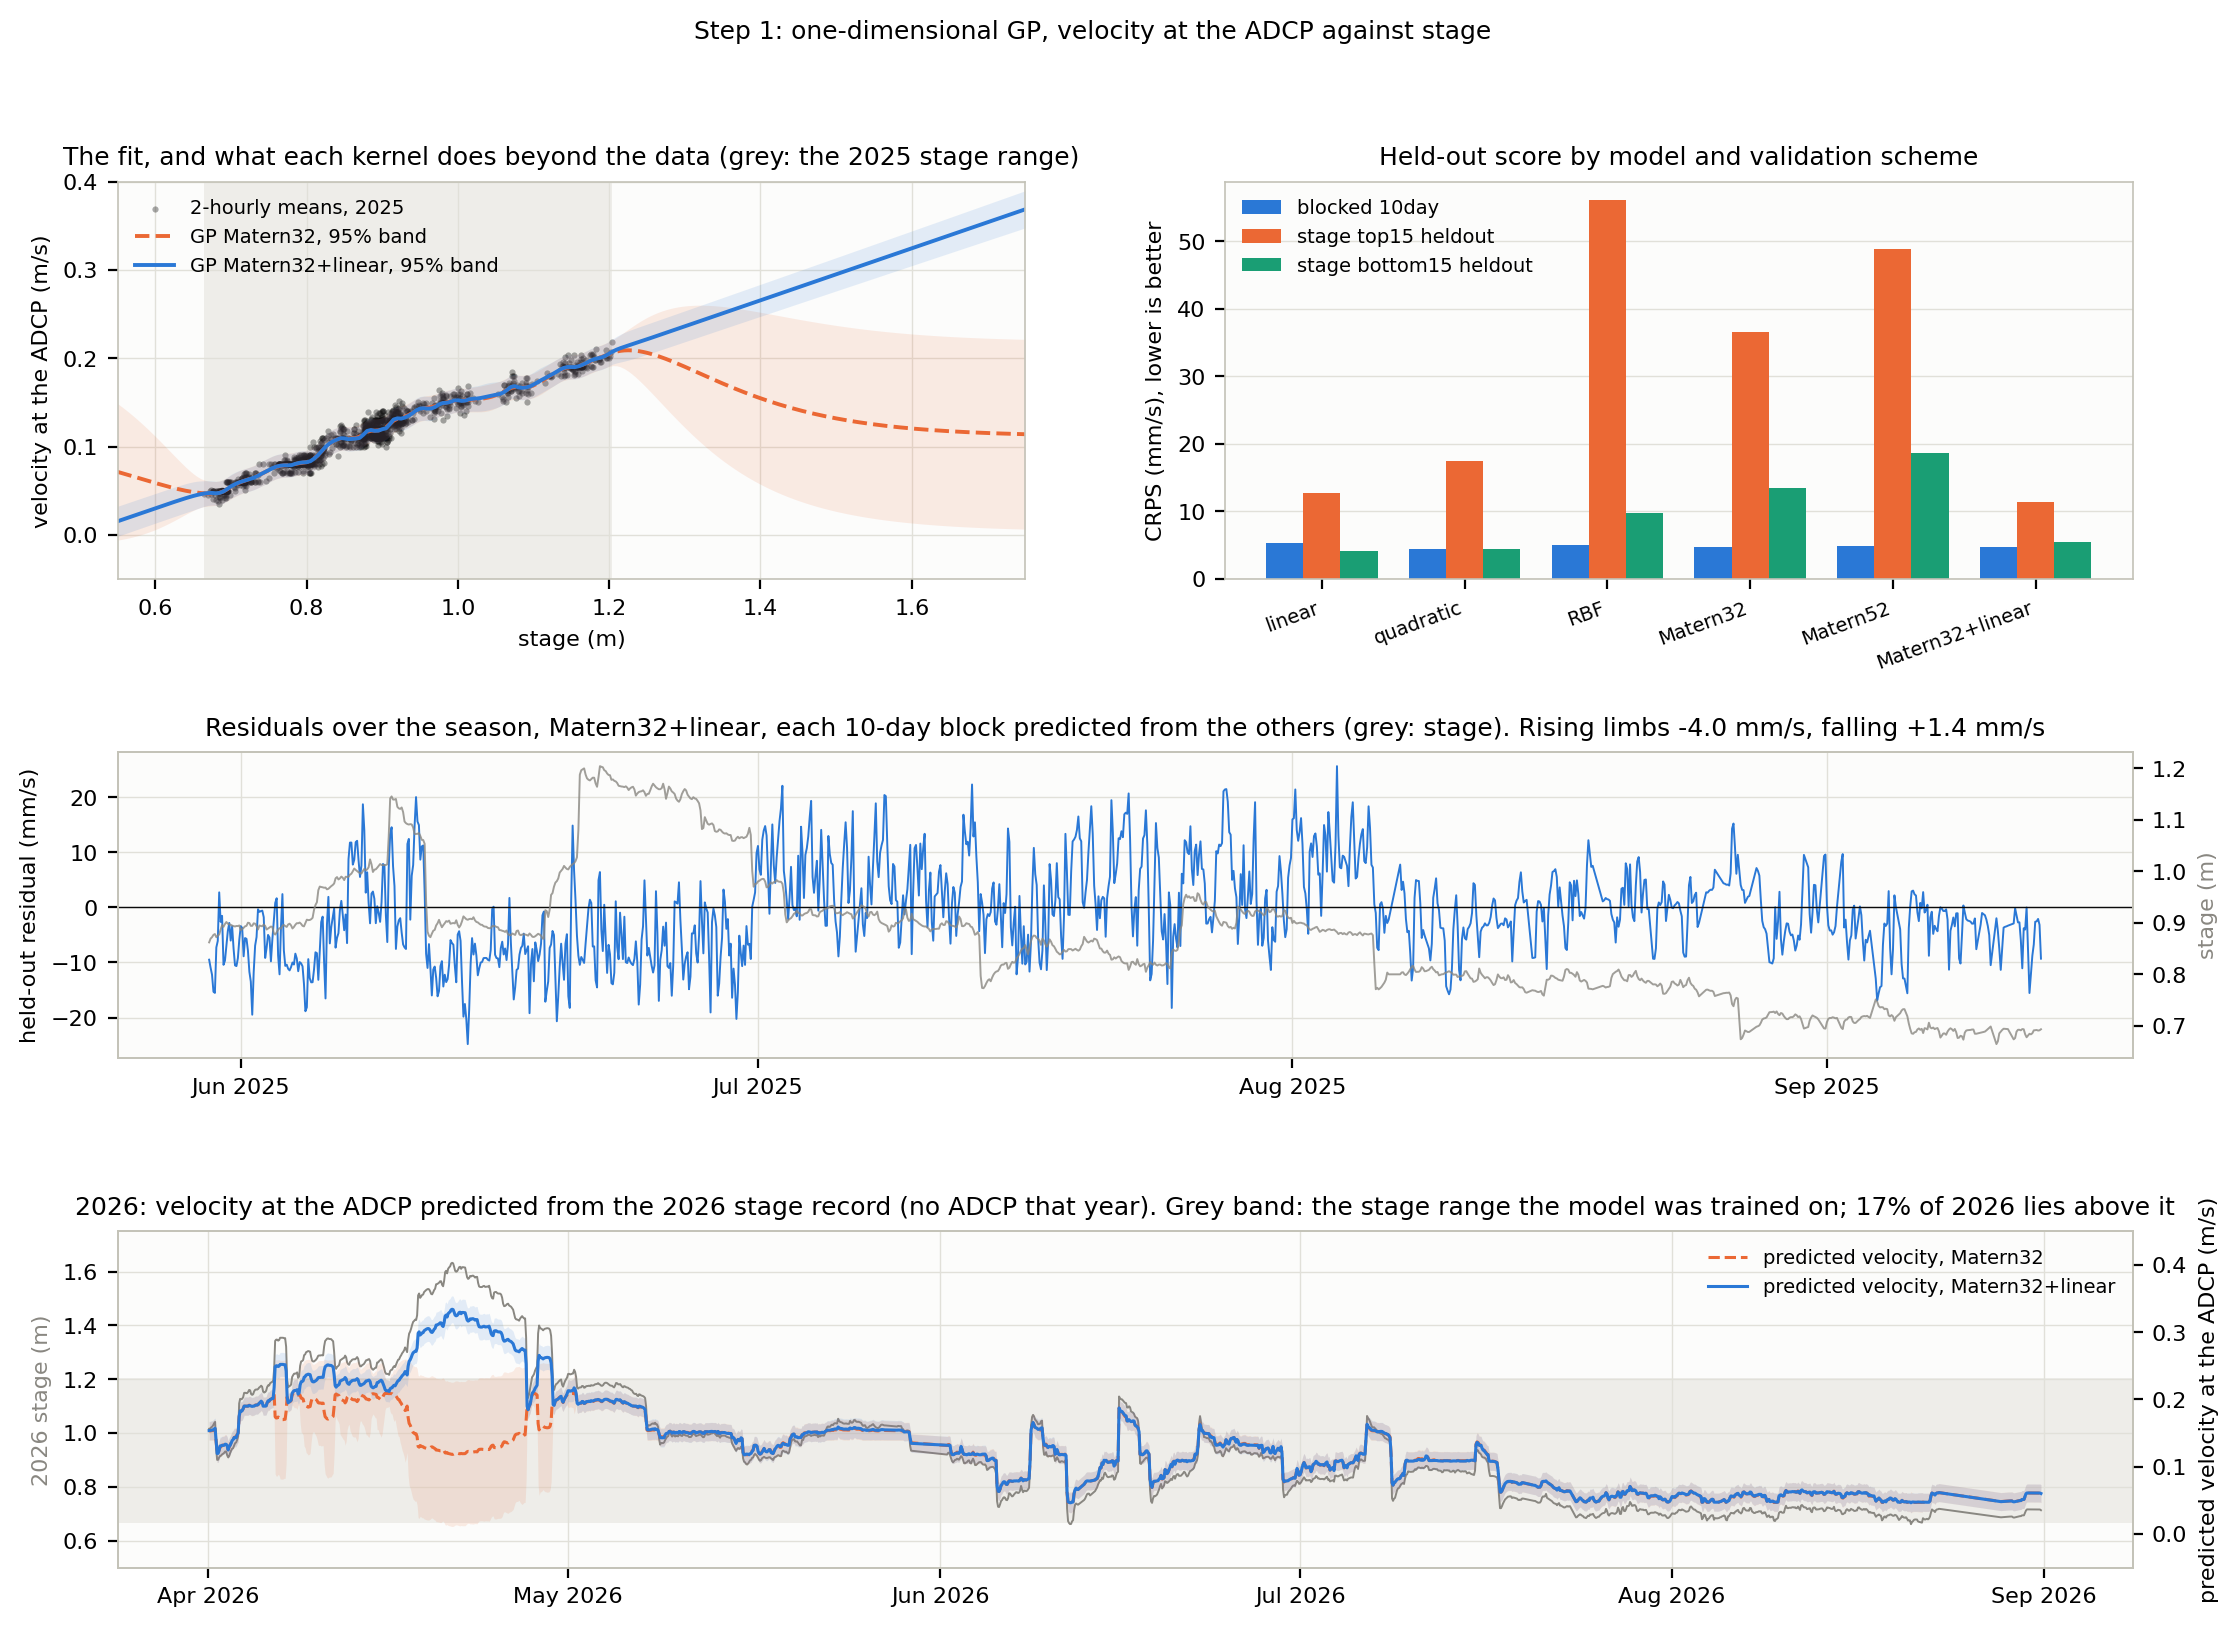 Step 1: one-dimensional GP, velocity at the ADCP against stage
The fit, and what each kernel does beyond the data (grey: the 2025 stage range)
velocity at the ADCP (m/s)
0.4
0.3
0.2
0.1
0.0
2-hourly means, 2025
GP Matern32, 95% band
GP Matern32+linear, 95% band
0.6 0.8 1.0 1.2 1.4 1.6
stage (m)
Held-out score by model and validation scheme
CRPS (mm/s), lower is better
50
40
30
20
10
0
blocked 10day
stage top15 heldout
stage bottom15 heldout
linear quadratic RBF Matern32 Matern52 Matern32+linear
Residuals over the season, Matern32+linear, each 10-day block predicted from the others (grey: stage). Rising limbs -4.0 mm/s, falling +1.4 mm/s
held-out residual (mm/s)
20
10
0
−10
−20
1.2
1.1
1.0
0.9
0.8
0.7
stage (m)
Jun 2025 Jul 2025 Aug 2025 Sep 2025
2026: velocity at the ADCP predicted from the 2026 stage record (no ADCP that year). Grey band: the stage range the model was trained on; 17% of 2026 lies above it
2026 stage (m)
1.6
1.4
1.2
1.0
0.8
0.6
predicted velocity, Matern32
predicted velocity, Matern32+linear
0.4
0.3
0.2
0.1
0.0
predicted velocity at the ADCP (m/s)
Apr 2026 May 2026 Jun 2026 Jul 2026 Aug 2026 Sep 2026